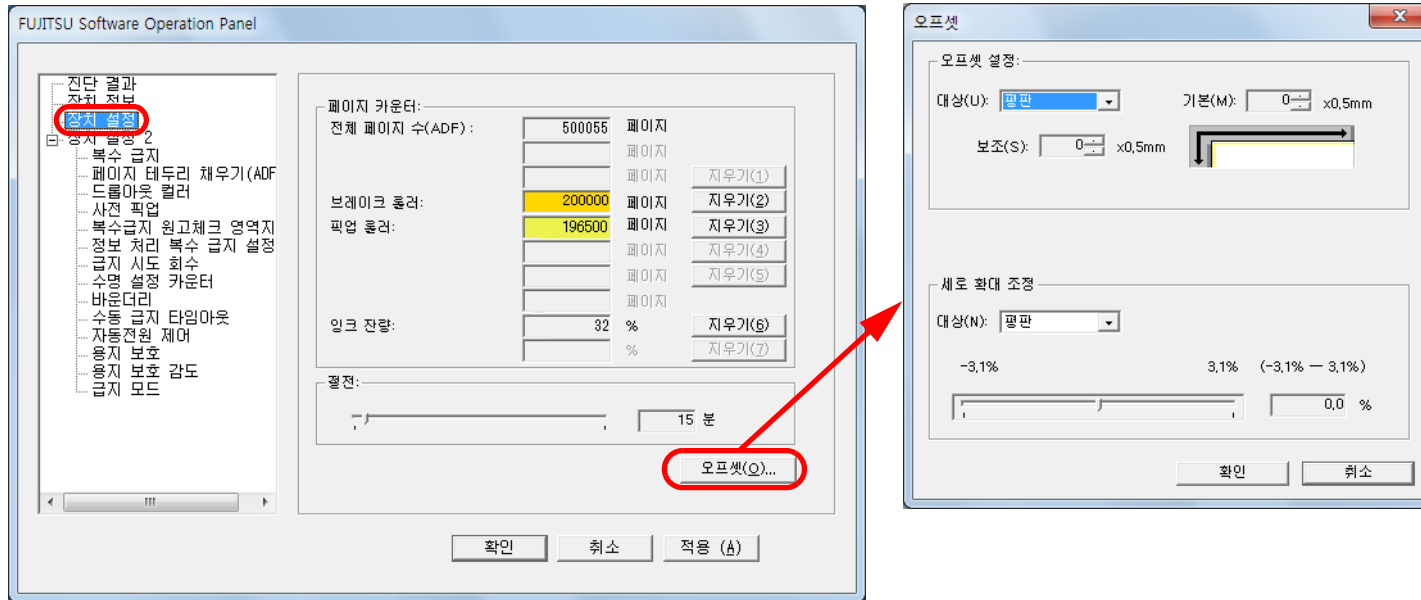 FUJITSU Software Operation Panel
진단 결과
장치 정보
장치 설정
장치 설정 2
복수 급지
페이지 테두리 채우기(ADF
드롭아웃 컬러
사전 픽업
복수급지 원고체크 영역지
정보 처리 복수 급지 설정
급지 시도 회수
수명 설정 카운터
바운더리
수동 급지 타임아웃
자동전원 제어
용지 보호
용지 보호 감도
급지 모드
페이지 카운터:
전체 페이지 수(ADF) : 500055 페이지
페이지
페이지 지우기(1)
브레이크 롤러: 200000 페이지 지우기(2)
픽업 롤러: 196500 페이지 지우기(3)
페이지 지우기(4)
페이지 지우기(5)
페이지
잉크 잔량: 32 % 지우기(6)
% 지우기(7)
절전:
15 분
오프셋(O)...
확인 취소 적용 (A)
오프셋
오프셋 설정:
대상(U): 평판 기본(M): 0 x0,5mm
보조(S): 0 x0,5mm
세로 확대 조정
대상(N): 평판
-3,1% 3,1% (-3,1% — 3,1%)
0,0 %
확인 취소